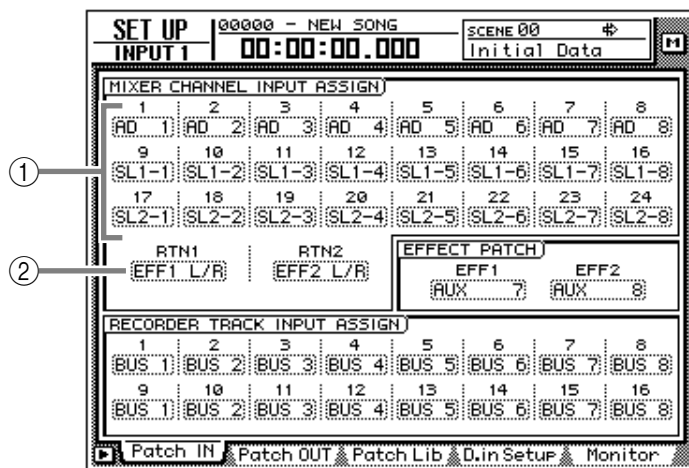 SET UP
INPUT 1
00000 - NEW SONG
00:00:00.000
SCENE 00
Initial Data
M
MIXER CHANNEL INPUT ASSIGN
1 2 3 4 5 6 7 8
AD 1 AD 2 AD 3 AD 4 AD 5 AD 6 AD 7 AD 8
9 10 11 12 13 14 15 16
SL1-1 SL1-2 SL1-3 SL1-4 SL1-5 SL1-6 SL1-7 SL1-8
17 18 19 20 21 22 23 24
SL2-1 SL2-2 SL2-3 SL2-4 SL2-5 SL2-6 SL2-7 SL2-8
1
2
RTN1 RTN2
EFF1 L/R EFF2 L/R
EFFECT PATCH
EFF1 EFF2
AUX 7 AUX 8
RECORDER TRACK INPUT ASSIGN
1 2 3 4 5 6 7 8
BUS 1 BUS 2 BUS 3 BUS 4 BUS 5 BUS 6 BUS 7 BUS 8
9 10 11 12 13 14 15 16
BUS 1 BUS 2 BUS 3 BUS 4 BUS 5 BUS 6 BUS 7 BUS 8
Patch IN Patch OUT Patch Lib D.in Setup Monitor